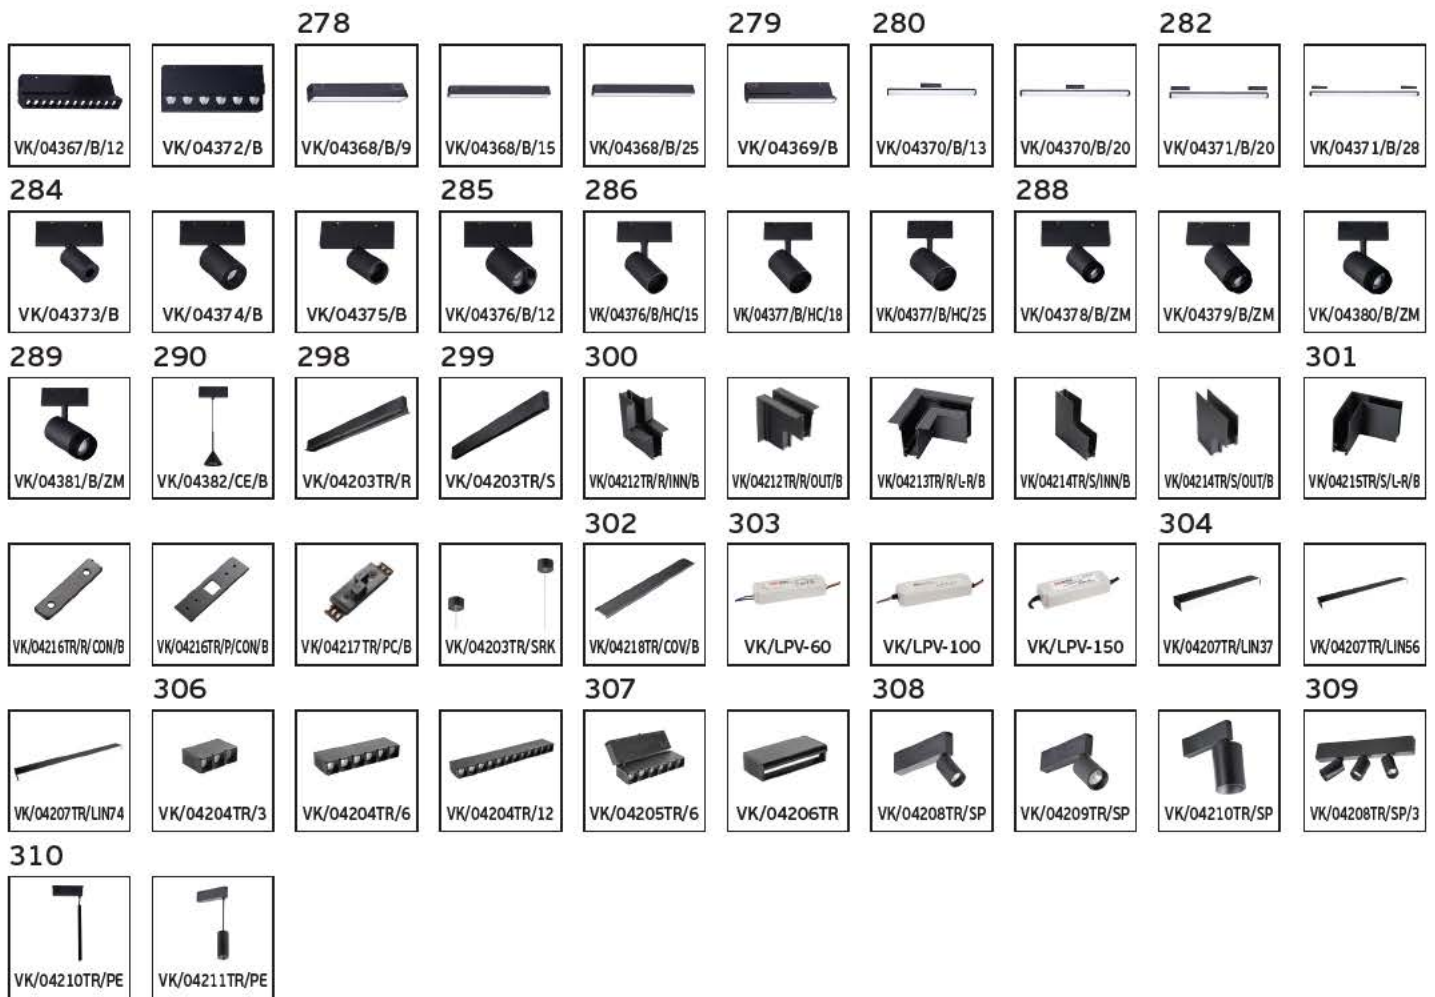 278 279 280 282
VK/04367/B/12 VK/04372/B VK/04368/B/9 VK/04368/B/15 VK/04368/B/25 VK/04369/B VK/04370/B/13 VK/04370/B/20 VK/04371/B/20 VK/04371/B/28
284 285 286 288
VK/04373/B VK/04374/B VK/04375/B VK/04376/B/12 VK/04376/B/HC/15 VK/04377/B/HC/18 VK/04377/B/HC/25 VK/04378/B/ZM VK/04379/B/ZM VK/04380/B/ZM
289 290 298 299 300 301
VK/04381/B/ZM VK/04382/CE/B VK/04203TR/R VK/04203TR/S VK/04212TR/R/INN/B VK/04212TR/R/OUT/B VK/04213TR/R/L-R/B VK/04214TR/S/INN/B VK/04214TR/S/OUT/B VK/04215TR/S/L-R/B
302 303 304
VK/04216TR/R/CON/B VK/04216TR/P/CON/B VK/04217TR/PC/B VK/04203TR/SRK VK/04218TR/COV/B VK/LPV-60 VK/LPV-100 VK/LPV-150 VK/04207TR/LIN37 VK/04207TR/LIN56
306 307 308 309
VK/04207TR/LIN74 VK/04204TR/3 VK/04204TR/6 VK/04204TR/12 VK/04205TR/6 VK/04206TR VK/04208TR/SP VK/04209TR/SP VK/04210TR/SP VK/04208TR/SP/3
310
VK/04210TR/PE VK/04211TR/PE